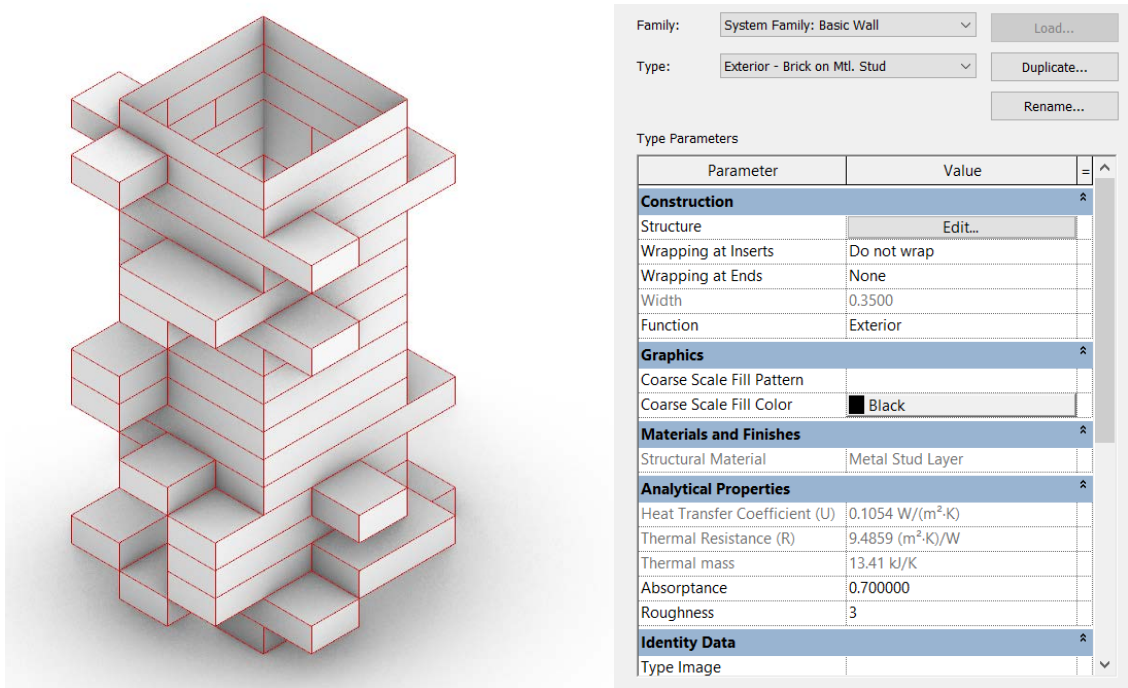 Family: System Family: Basic Wall Load...
Type: Exterior - Brick on Mtl. Stud Duplicate...
Rename...
Type Parameters
Parameter Value =
Construction
Structure Edit...
Wrapping at Inserts Do not wrap
Wrapping at Ends None
Width 0.3500
Function Exterior
Graphics
Coarse Scale Fill Pattern
Coarse Scale Fill Color Black
Materials and Finishes
Structural Material Metal Stud Layer
Analytical Properties
Heat Transfer Coefficient (U) 0.1054 W/(m²·K)
Thermal Resistance (R) 9.4859 (m²·K)/W
Thermal mass 13.41 kJ/K
Absorptance 0.700000
Roughness 3
Identity Data
Type Image